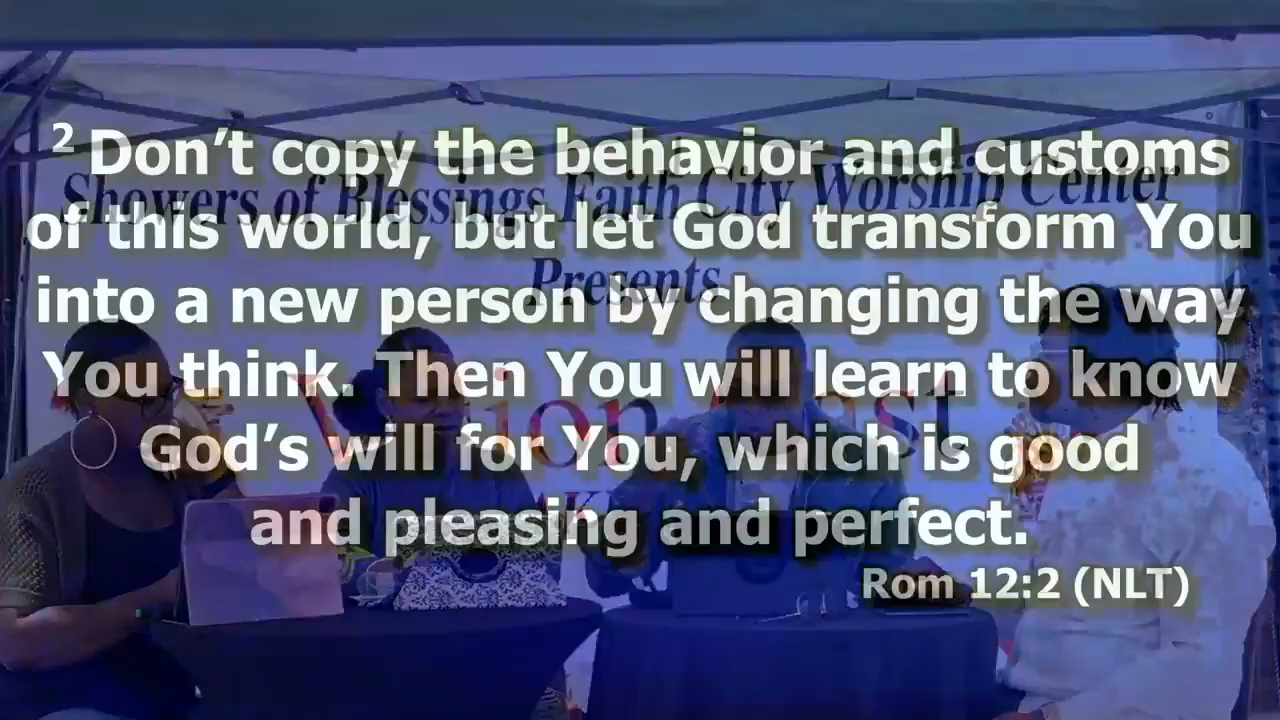 ² Don’t copy the behavior and customs
Showers of Blessings Faith City Worship Center
of this world, but let God transform You
Presents
into a new person by changing the way
You think. Then You will learn to know
God’s will for You, which is good
and pleasing and perfect.
Rom 12:2 (NLT)